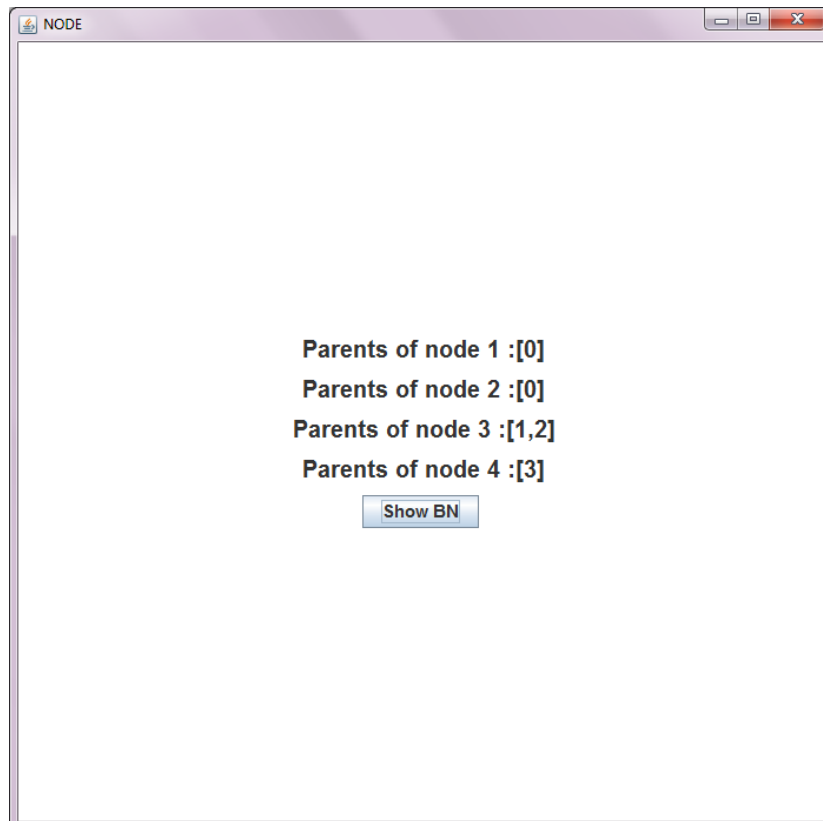 NODE
Parents of node 1 :[0]
Parents of node 2 :[0]
Parents of node 3 :[1,2]
Parents of node 4 :[3]
Show BN